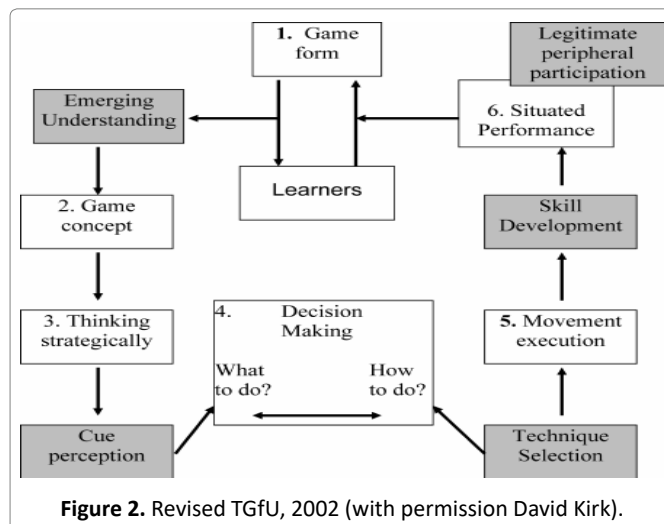 1. Game
form
Legitimate
peripheral
participation
Emerging
Understanding
6. Situated
Performance
Learners
2. Game
concept
Skill
Development
3. Thinking
strategically
4. Decision
Making
What
to do?
How
to do?
5. Movement
execution
Cue
perception
Technique
Selection
Figure 2. Revised TGfU, 2002 (with permission David Kirk).